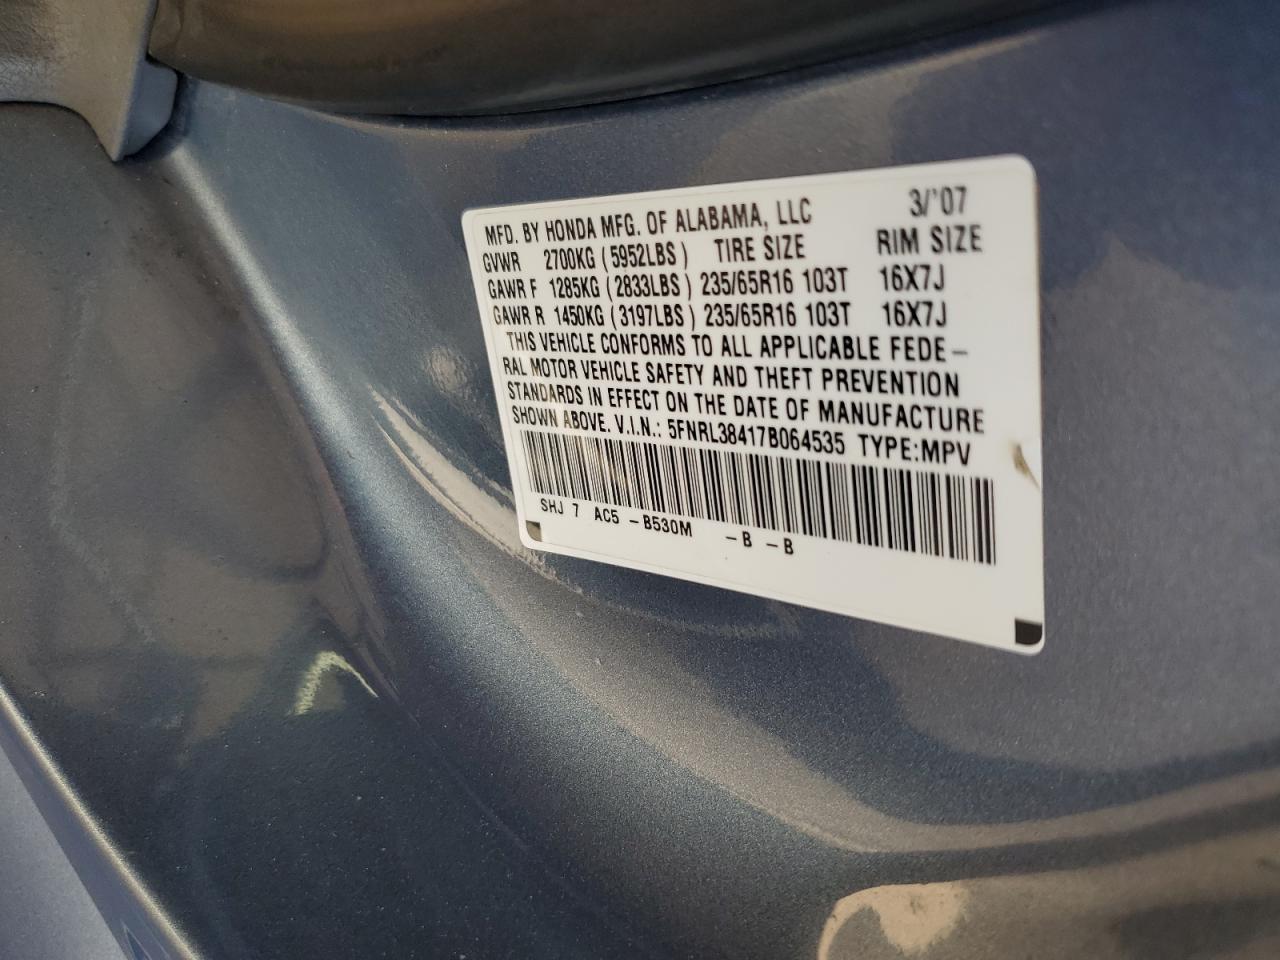 MFD. BY HONDA MFG. OF ALABAMA, LLC 3/'07
GVWR 2700KG (5952LBS) TIRE SIZE RIM SIZE
GAWR F 1285KG (2833LBS) 235/65R16 103T 16X7J
GAWR R 1450KG (3197LBS) 235/65R16 103T 16X7J
THIS VEHICLE CONFORMS TO ALL APPLICABLE FEDE-
RAL MOTOR VEHICLE SAFETY AND THEFT PREVENTION
STANDARDS IN EFFECT ON THE DATE OF MANUFACTURE
SHOWN ABOVE. V.I.N.: 5FNRL38417B064535 TYPE:MPV
SHJ 7 AC5 -B530M -B -B